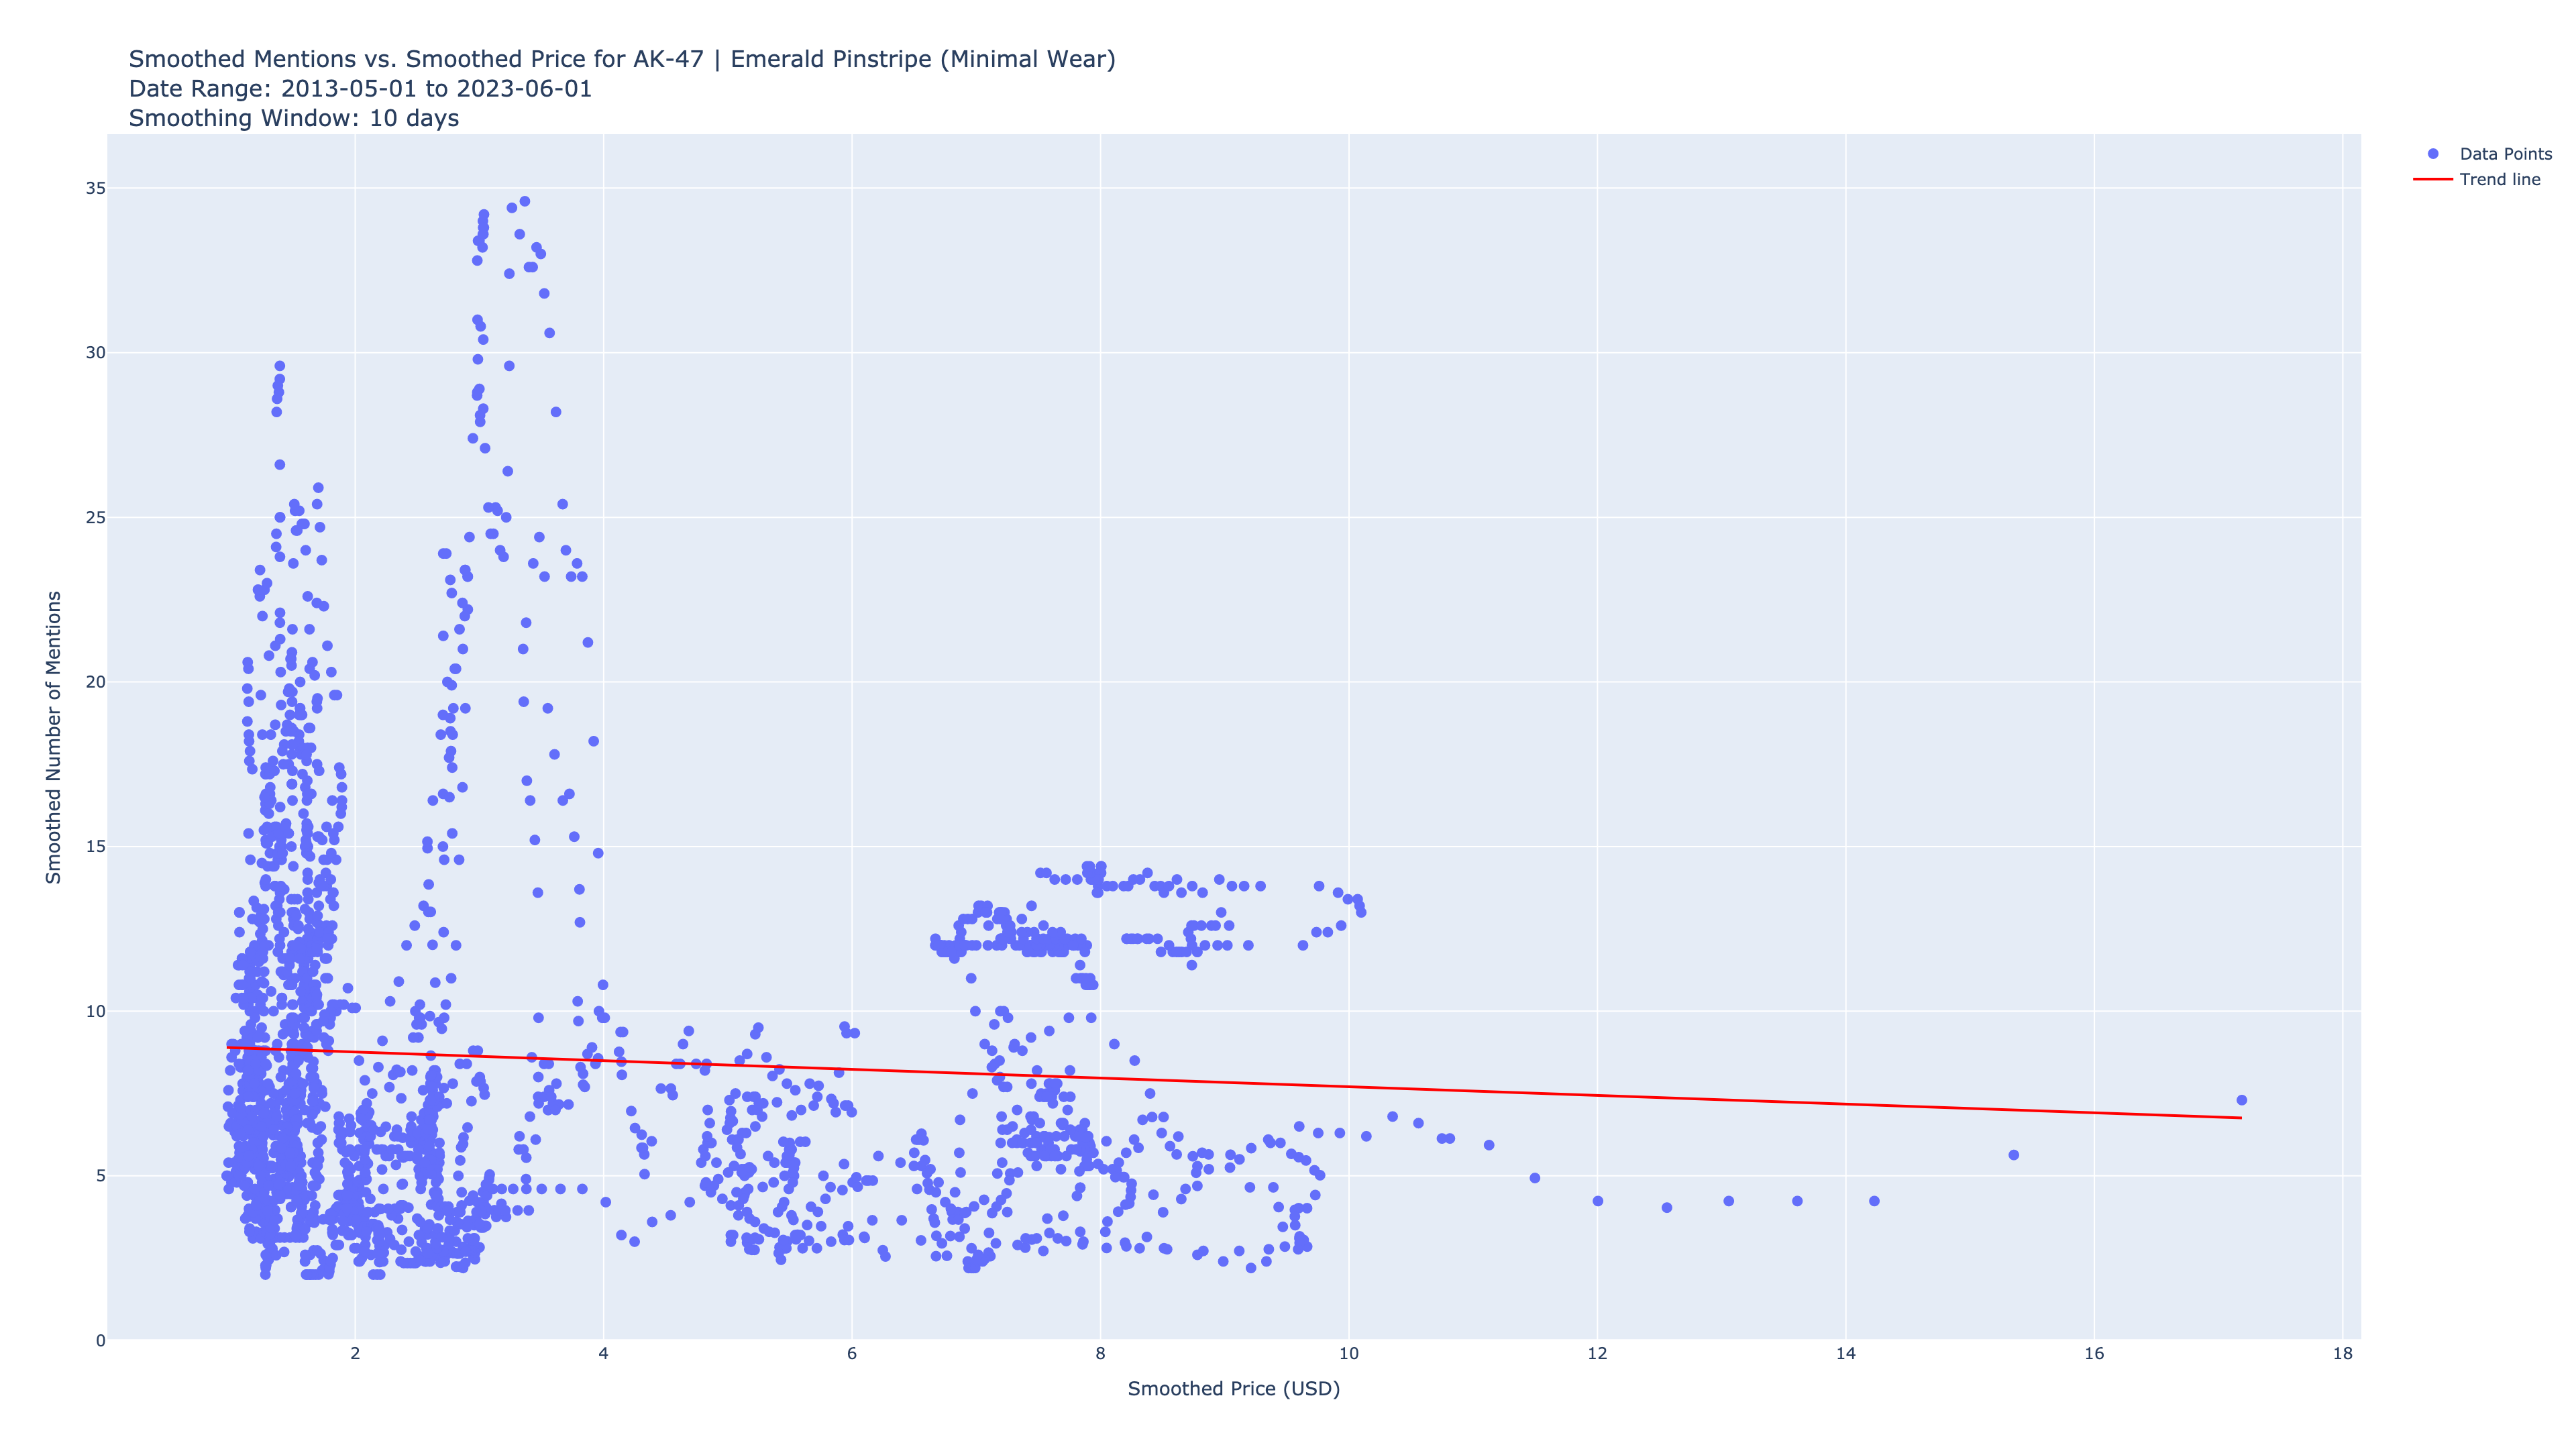 Smoothed Mentions vs. Smoothed Price for AK-47 | Emerald Pinstripe (Minimal Wear)
Date Range: 2013-05-01 to 2023-06-01
Smoothing Window: 10 days
Data Points
Trend line
Smoothed Number of Mentions
35
30
25
20
15
10
5
0
2 4 6 8 10 12 14 16 18
Smoothed Price (USD)